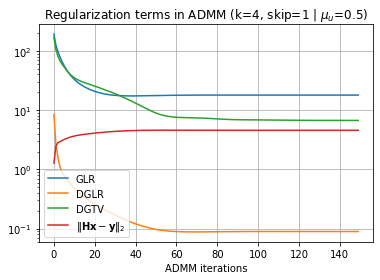 Regularization terms in ADMM (k=4, skip=1 | μ_u=0.5)
10²
10¹
10⁰
10⁻¹
GLR
DGLR
DGTV
‖Hx − y‖₂
0 20 40 60 80 100 120 140
ADMM iterations